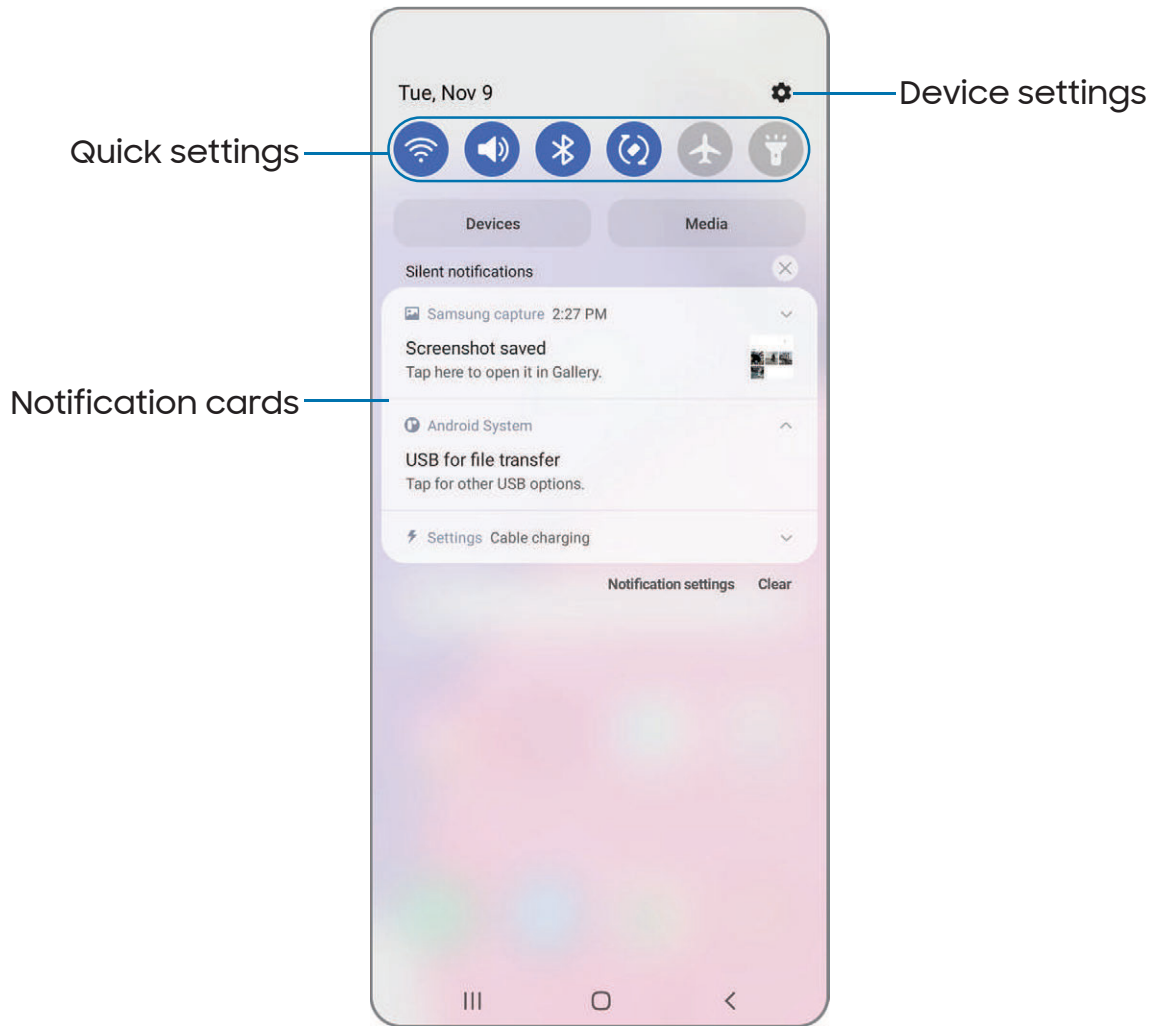 Tue, Nov 9
Device settings
Quick settings
Devices
Media
Silent notifications
Samsung capture 2:27 PM
Screenshot saved
Tap here to open it in Gallery.
Notification cards
Android System
USB for file transfer
Tap for other USB options.
Settings Cable charging
Notification settings Clear